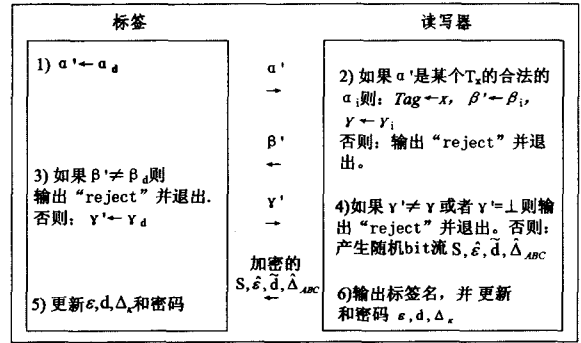 标签
读写器
1) α'←α_d
α'
→
2) 如果α'是某个T_x的合法的
α_i则: Tag←x, β'←β_i,
γ←γ_i
否则: 输出“reject”并退
出。
β'
←
3) 如果β'≠β_d则
输出“reject”并退出.
否则: γ'←γ_d
γ'
→
4)如果γ'≠γ或者γ'=⊥则输
出“reject”并退出。否则:
产生随机bit流 S, ε̂, d̃, Δ̂_ABC
加密的
S, ε̂, d̃, Δ̂_ABC
←
5) 更新ε,d,Δ_κ和密码
6)输出标签名，并 更新
和密码 ε,d,Δ_κ